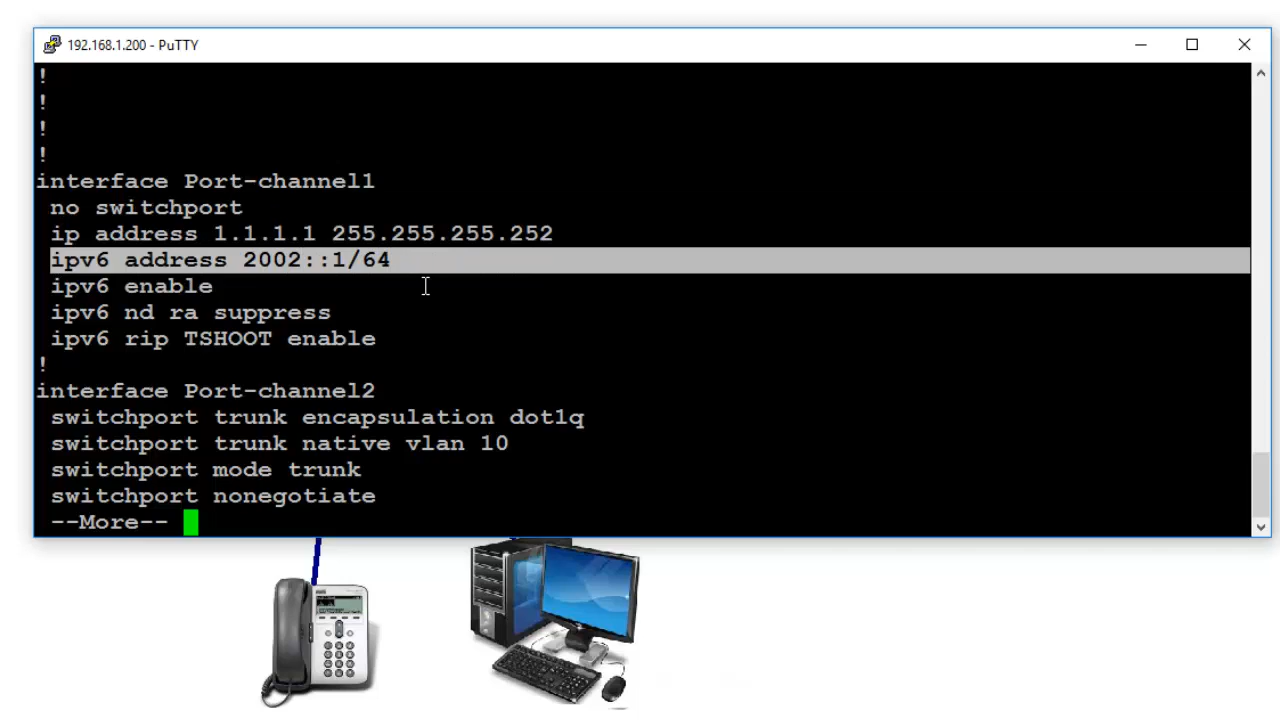 192.168.1.200 - PuTTY
!
!
!
!
interface Port-channel1
no switchport
ip address 1.1.1.1 255.255.255.252
ipv6 address 2002::1/64
ipv6 enable
ipv6 nd ra suppress
ipv6 rip TSHOOT enable
!
interface Port-channel2
switchport trunk encapsulation dot1q
switchport trunk native vlan 10
switchport mode trunk
switchport nonegotiate
--More--